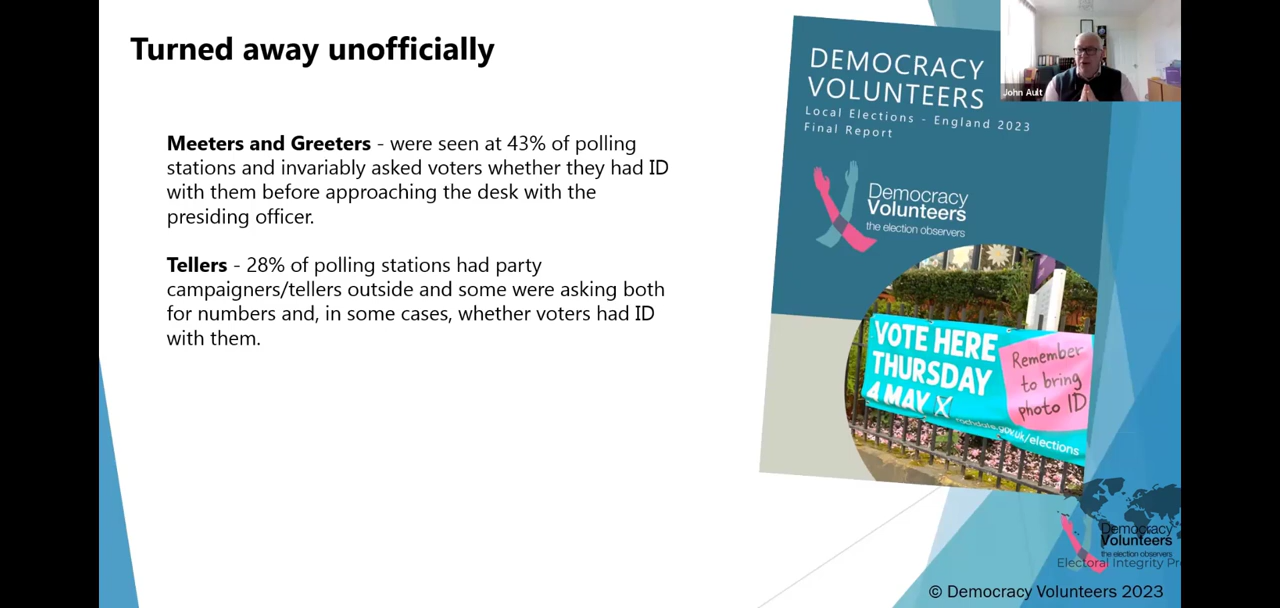 Turned away unofficially
Meeters and Greeters - were seen at 43% of polling
stations and invariably asked voters whether they had ID
with them before approaching the desk with the
presiding officer.
Tellers - 28% of polling stations had party
campaigners/tellers outside and some were asking both
for numbers and, in some cases, whether voters had ID
with them.
John Ault
DEMOCRACY
VOLUNTEERS
Local Elections - England 2023
Final Report
Democracy
Volunteers
the election observers
VOTE HERE
THURSDAY
4 MAY X
Remember
to bring
photo ID
.gov.uk/elections
Democracy
Volunteers
the election observers
Electoral Integrity
© Democracy Volunteers 2023